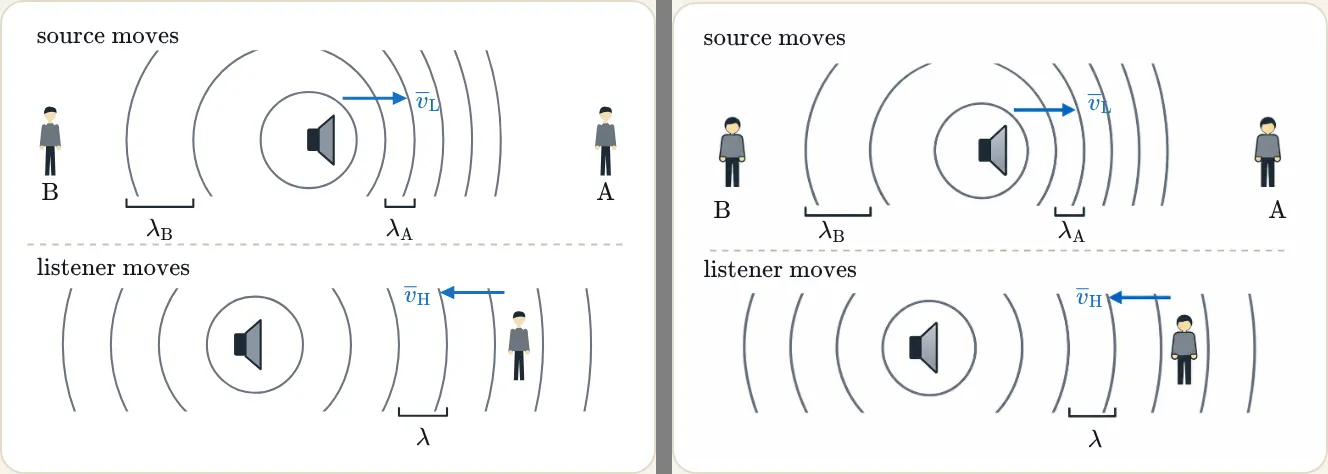 source moves
v̅L
B
A
λB
λA
listener moves
v̅H
λ
source moves
v̅L
B
A
λB
λA
listener moves
v̅H
λ